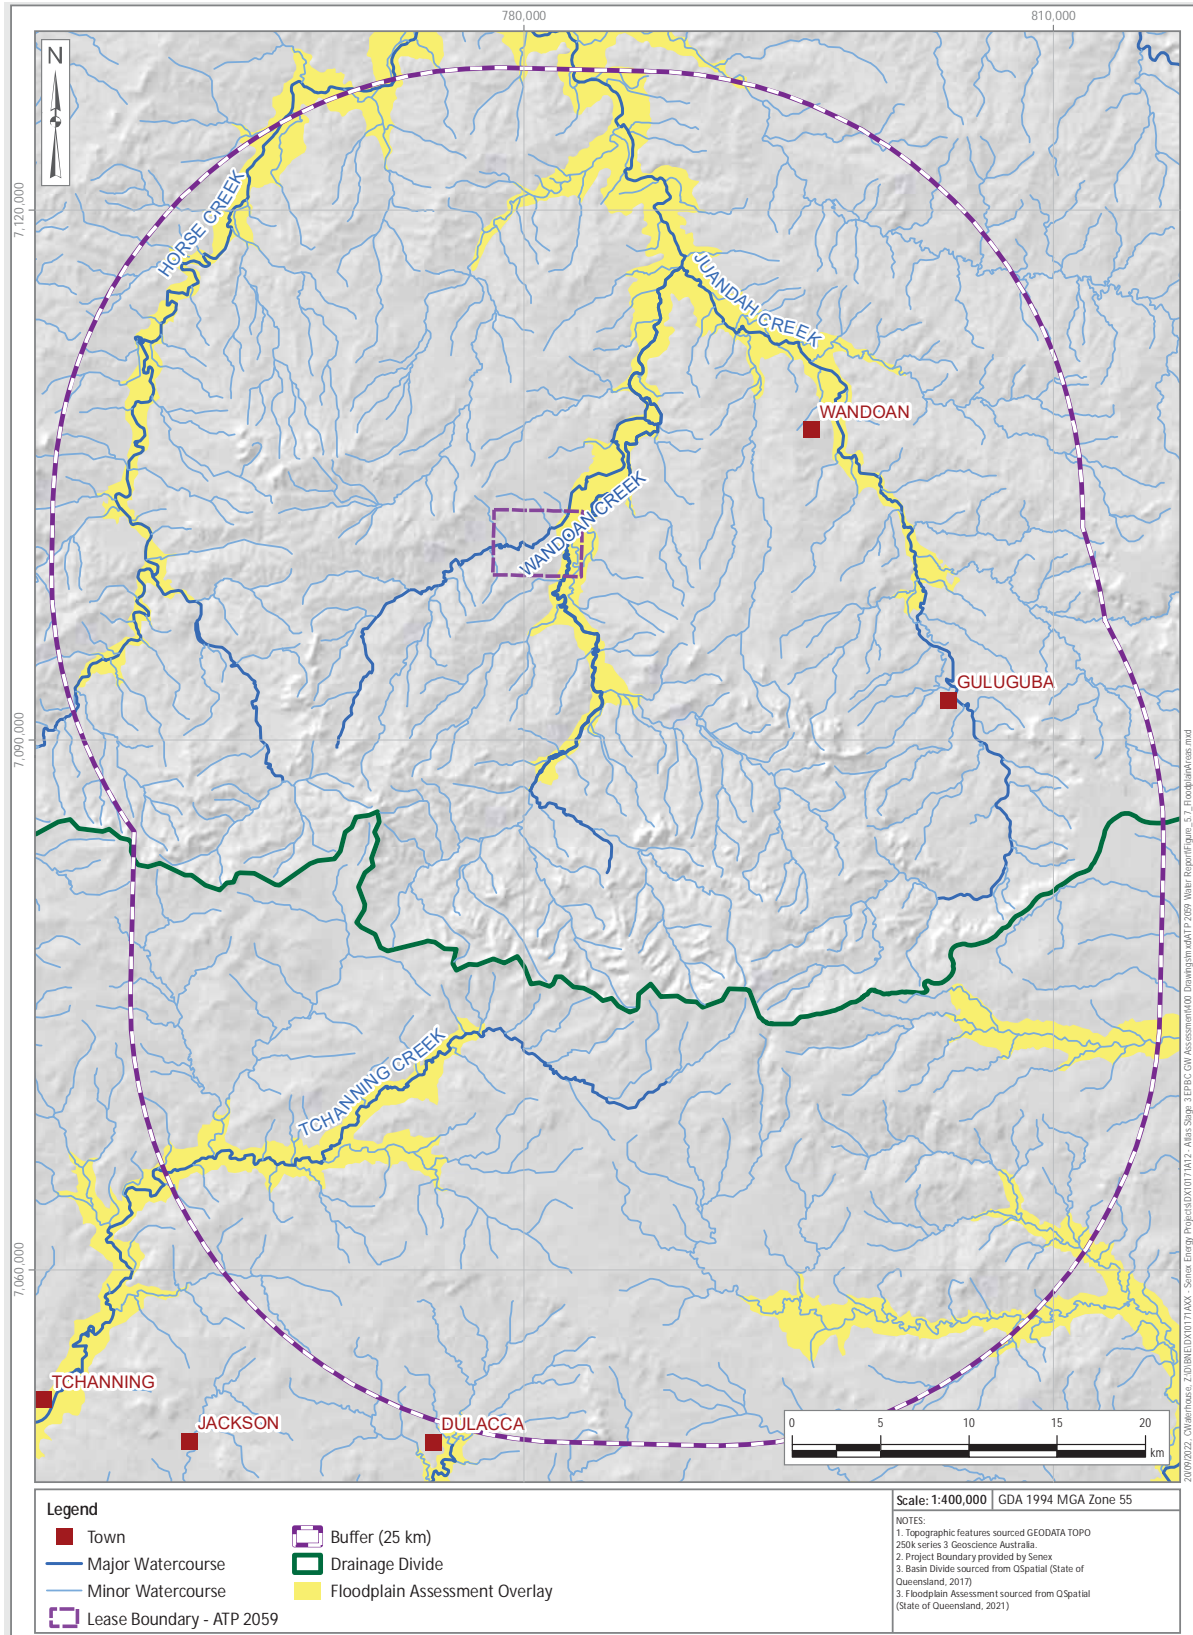 780,000
810,000
N
7,120,000
7,090,000
7,060,000
HORSE CREEK
JUANDAH CREEK
WANDOAN
WANDOAN CREEK
GULUGUBA
TCHANNING CREEK
TCHANNING
JACKSON
DULACCA
0 5 10 15 20
km
Legend
Town
Major Watercourse
Minor Watercourse
Lease Boundary - ATP 2059
Buffer (25 km)
Drainage Divide
Floodplain Assessment Overlay
Scale: 1:400,000
GDA 1994 MGA Zone 55
NOTES:
1. Topographic features sourced GEODATA TOPO
250k series 3 Geoscience Australia.
2. Project Boundary provided by Senex
3. Basin Divide sourced from QSpatial (State of
Queensland, 2017)
3. Floodplain Assessment sourced from QSpatial
(State of Queensland, 2021)